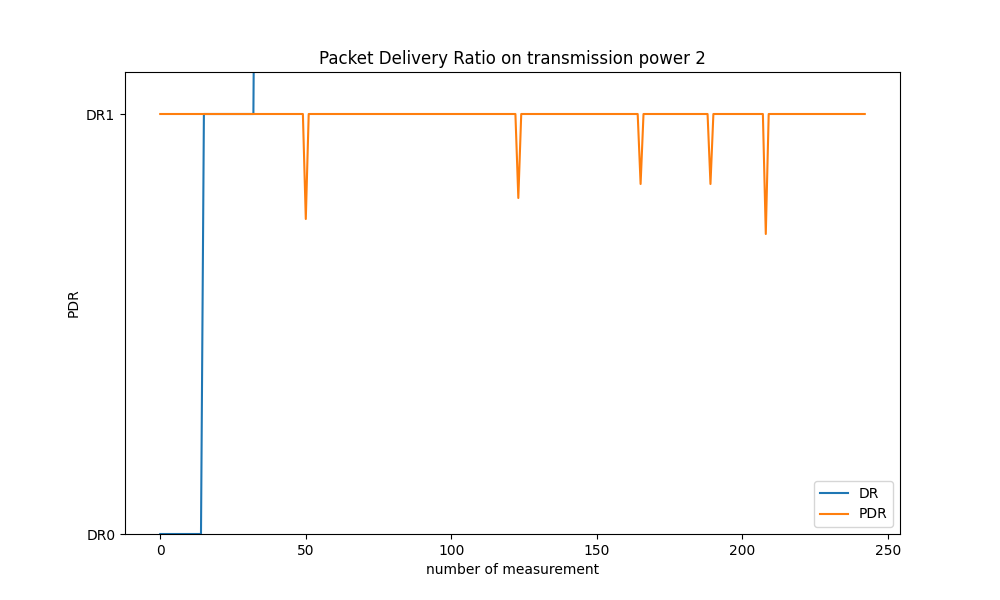 Packet Delivery Ratio on transmission power 2
DR1
PDR
DR0
0
50
100
150
200
250
number of measurement
DR
PDR